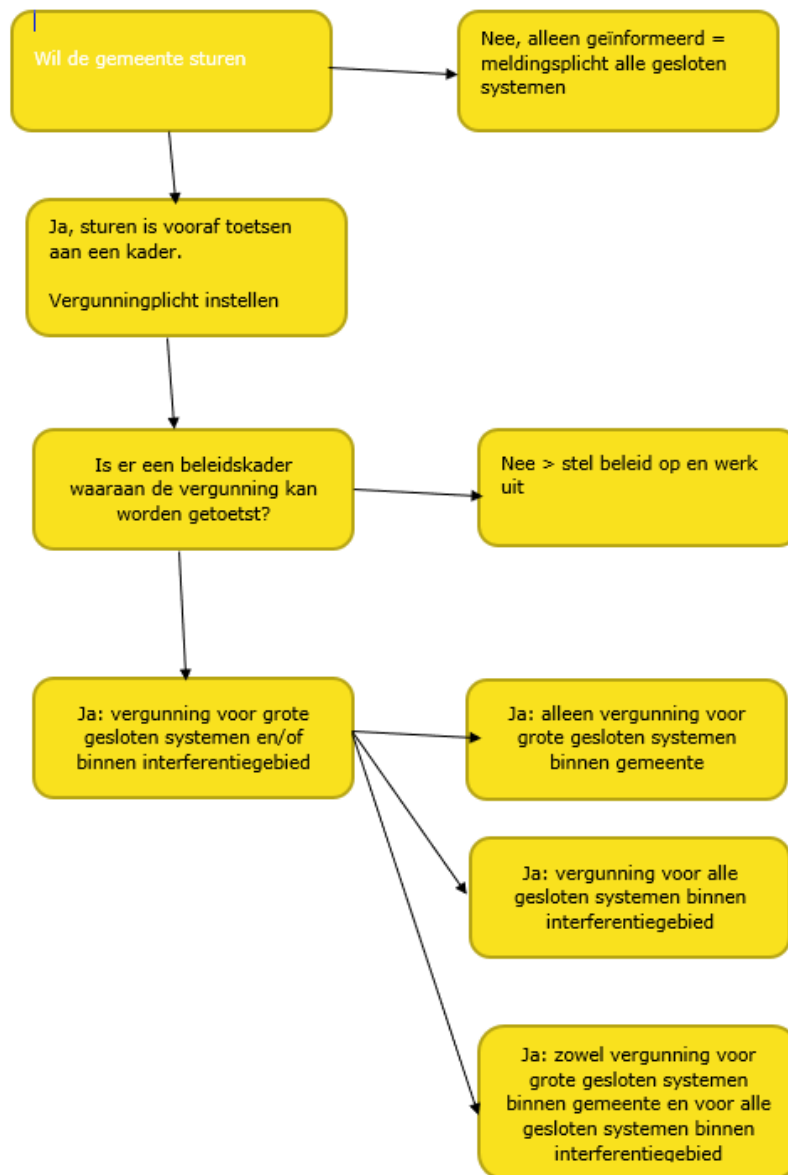 Wil de gemeente sturen
Nee, alleen geïnformeerd =
meldingsplicht alle gesloten
systemen
Ja, sturen is vooraf toetsen
aan een kader.
Vergunningplicht instellen
Is er een beleidskader
waaraan de vergunning kan
worden getoetst?
Nee > stel beleid op en werk
uit
Ja: vergunning voor grote
gesloten systemen en/of
binnen interferentiegebied
Ja: alleen vergunning voor
grote gesloten systemen
binnen gemeente
Ja: vergunning voor alle
gesloten systemen binnen
interferentiegebied
Ja: zowel vergunning voor
grote gesloten systemen
binnen gemeente en voor alle
gesloten systemen binnen
interferentiegebied